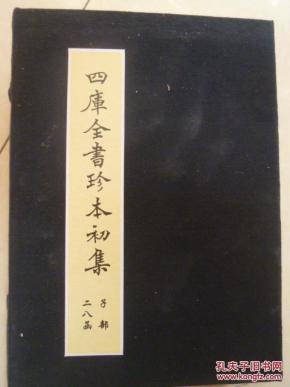 四庫全書珍本初集
子部
二八函
孔夫子旧书网